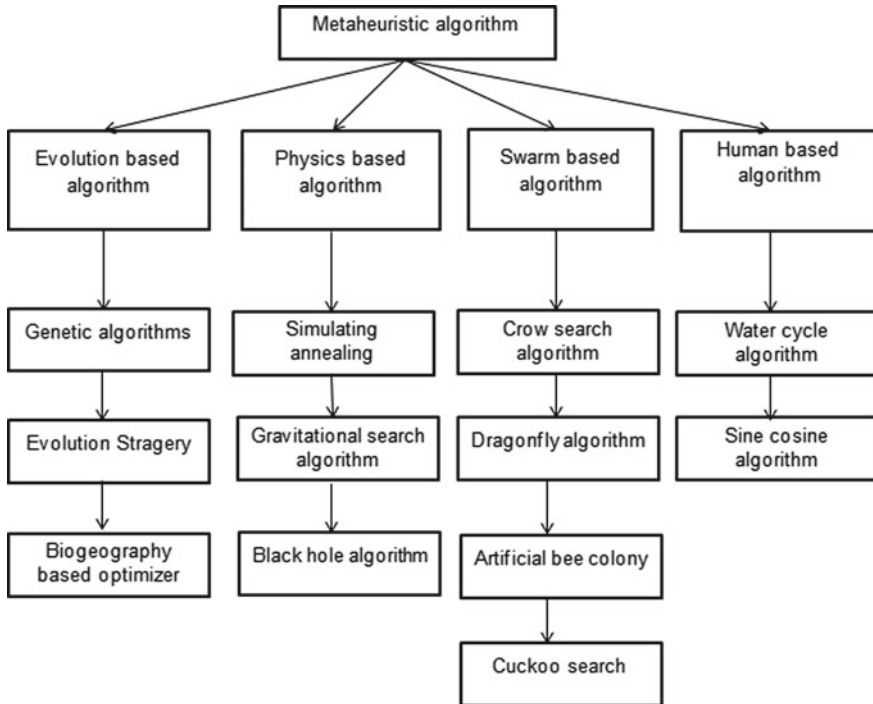 Metaheuristic algorithm
Evolution based
algorithm
Physics based
algorithm
Swarm based
algorithm
Human based
algorithm
Genetic algorithms
Simulating
annealing
Crow search
algorithm
Water cycle
algorithm
Evolution Stragery
Gravitational search
algorithm
Dragonfly algorithm
Sine cosine
algorithm
Biogeography
based optimizer
Black hole algorithm
Artificial bee colony
Cuckoo search